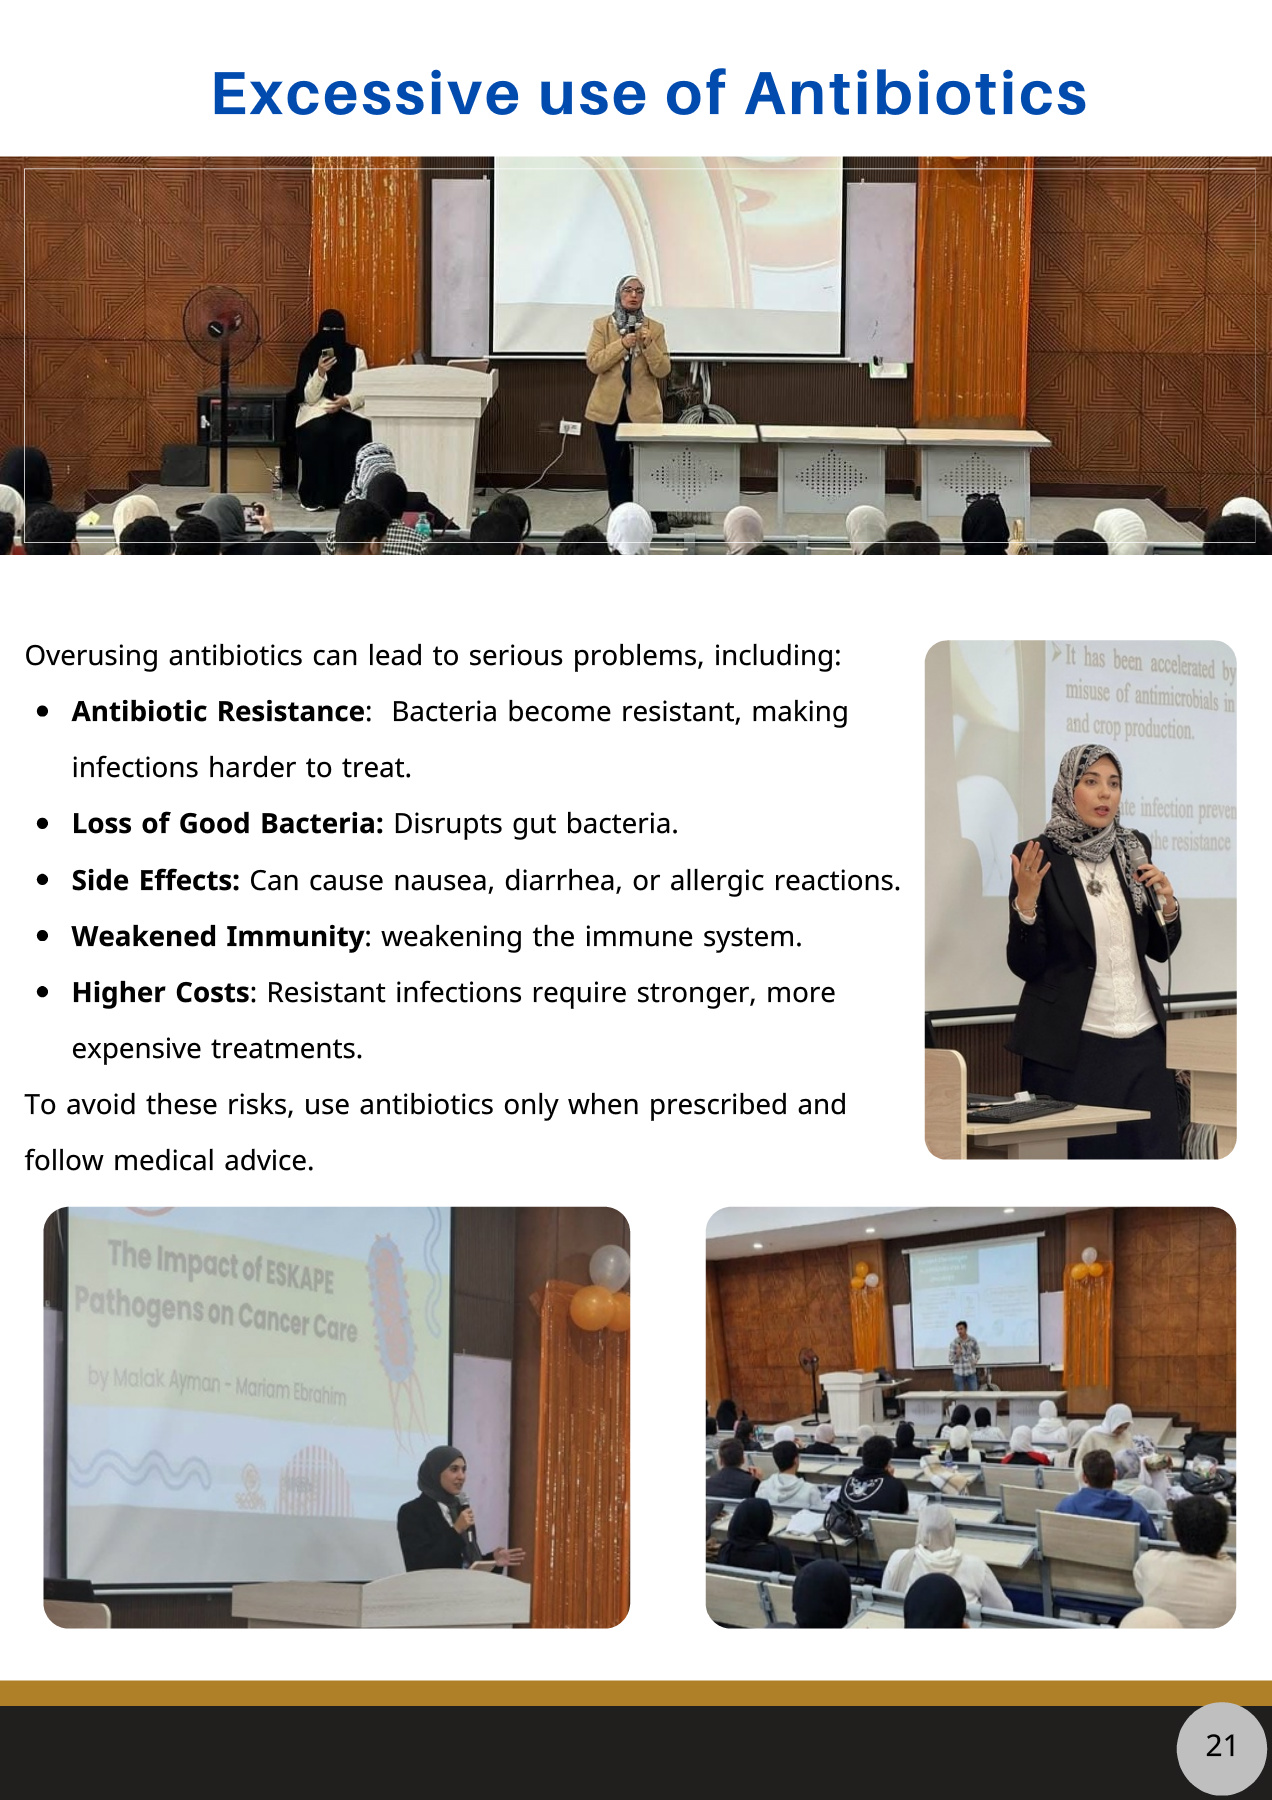 Excessive use of Antibiotics
Overusing antibiotics can lead to serious problems, including:
• Antibiotic Resistance:  Bacteria become resistant, making
infections harder to treat.
• Loss of Good Bacteria: Disrupts gut bacteria.
• Side Effects: Can cause nausea, diarrhea, or allergic reactions.
• Weakened Immunity: weakening the immune system.
• Higher Costs: Resistant infections require stronger, more
expensive treatments.
To avoid these risks, use antibiotics only when prescribed and
follow medical advice.
It has been accelerated by
misuse of antimicrobials in
and crop production.
infection
the resistance
The Impact of ESKAPE
Pathogens on Cancer Care
by Malak Ayman - Mariam Ebrahim
21